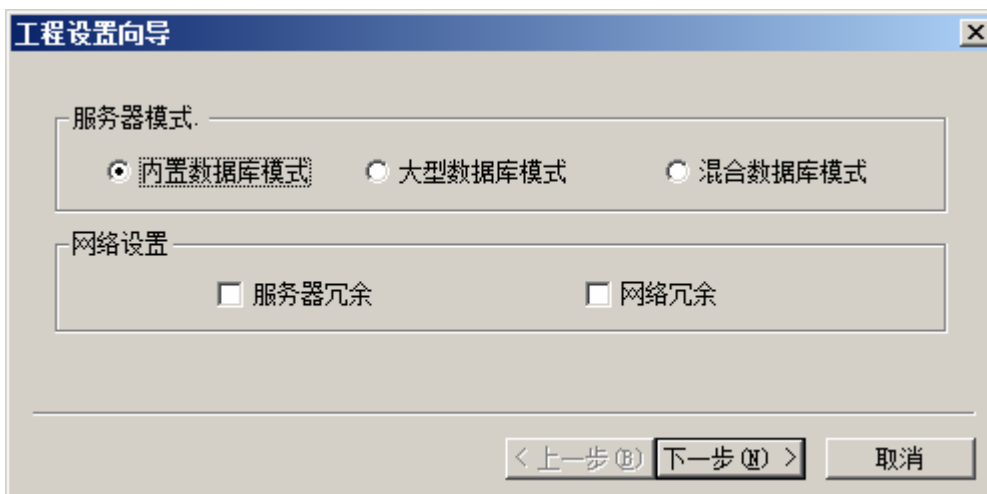 工程设置向导
服务器模式.
内置数据库模式 大型数据库模式 混合数据库模式
网络设置
服务器冗余 网络冗余
< 上一步(B) 下一步(N) > 取消